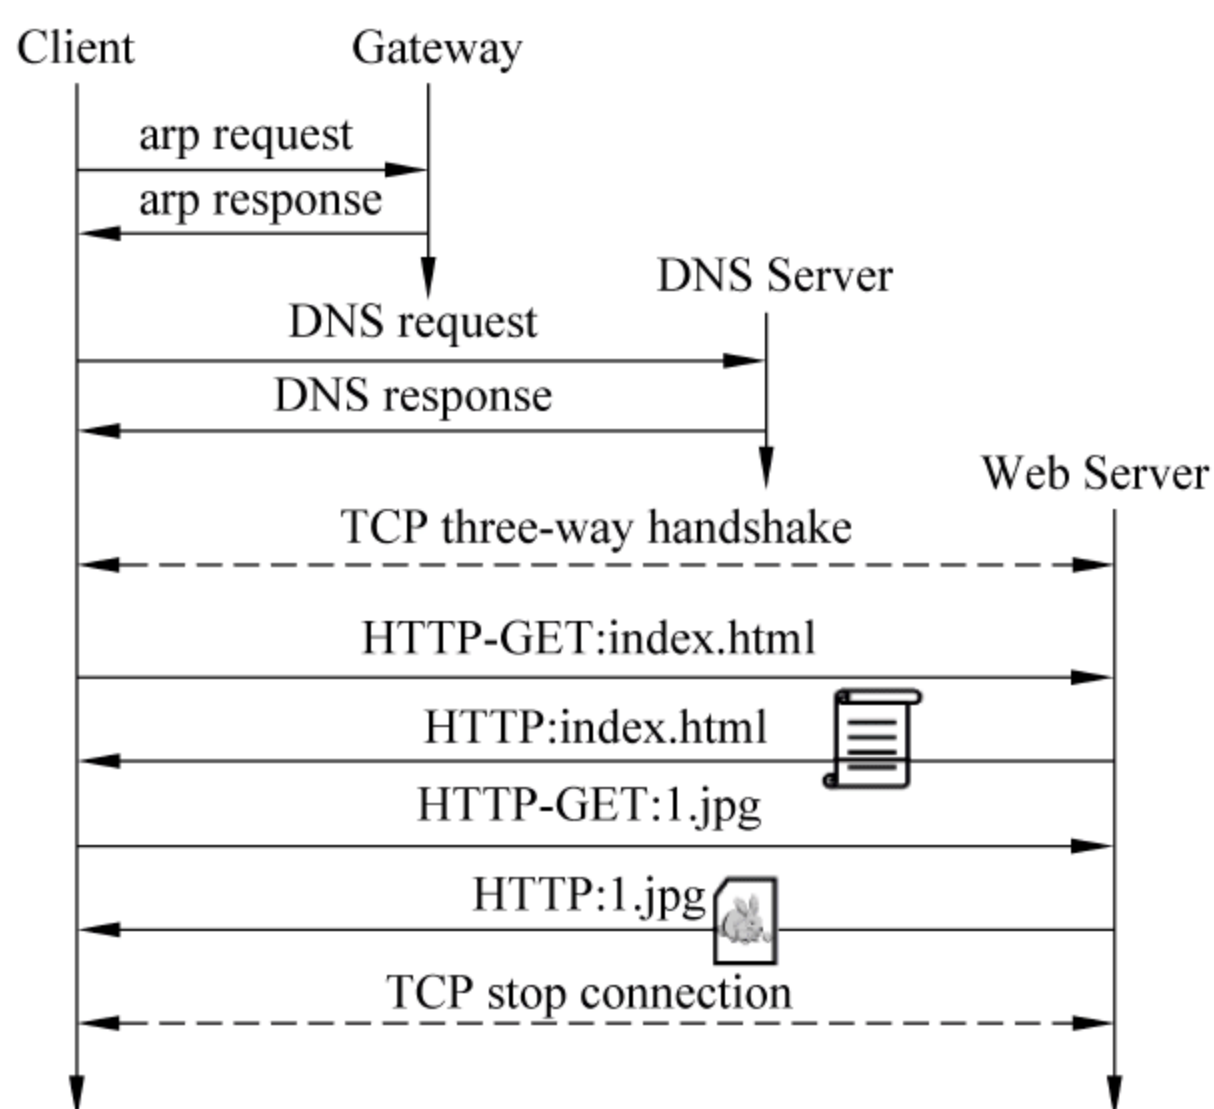 Client
Gateway
arp request
arp response
DNS Server
DNS request
DNS response
Web Server
TCP three-way handshake
HTTP-GET:index.html
HTTP:index.html
HTTP-GET:1.jpg
HTTP:1.jpg
TCP stop connection